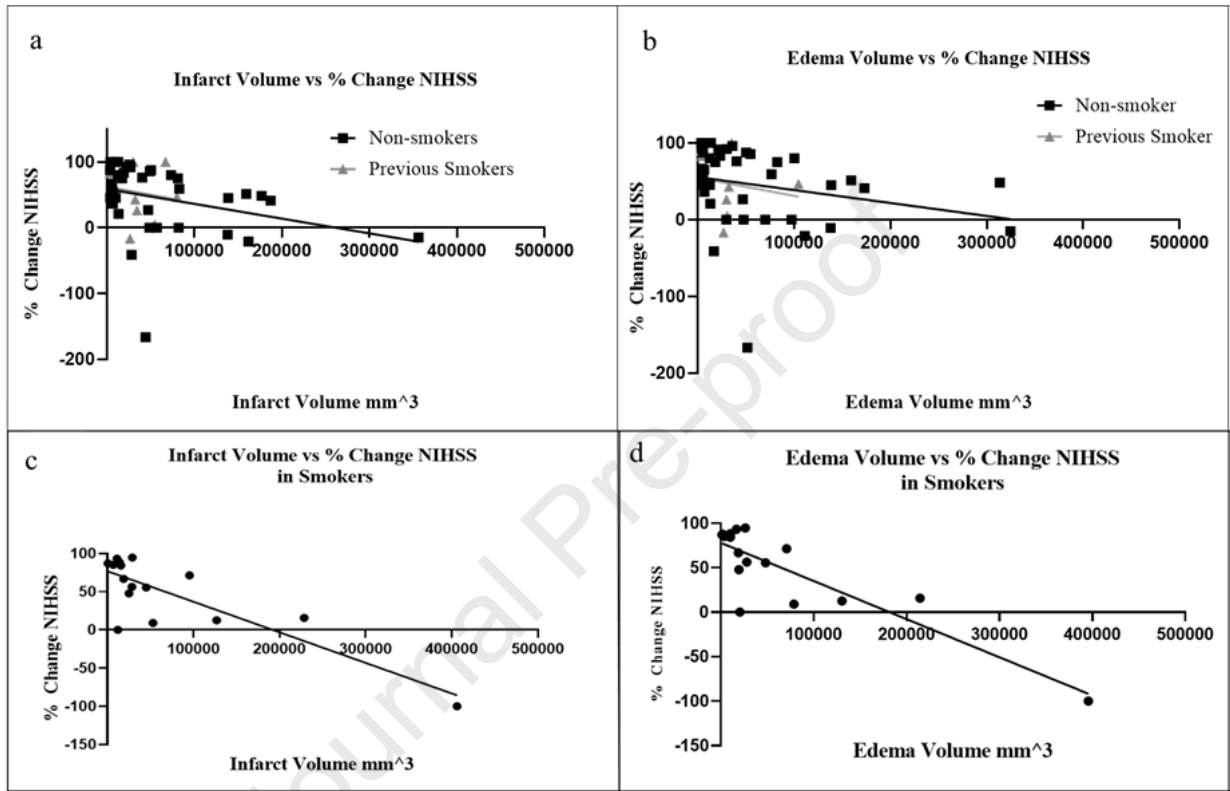 a
Infarct Volume vs % Change NIHSS
Non-smokers
Previous Smokers
% Change NIHSS
200
100
0
-100
-200
100000
200000
300000
400000
500000
Infarct Volume mm^3
b
Edema Volume vs % Change NIHSS
Non-smoker
Previous Smoker
% Change NIHSS
200
100
0
-100
-200
100000
200000
300000
400000
500000
Edema Volume mm^3
c
Infarct Volume vs % Change NIHSS
in Smokers
% Change NIHSS
100
50
0
-50
-100
-150
100000
200000
300000
400000
500000
Infarct Volume mm^3
d
Edema Volume vs % Change NIHSS
in Smokers
% Change NIHSS
100
50
0
-50
-100
-150
100000
200000
300000
400000
500000
Edema Volume mm^3
Journal Pre-proof